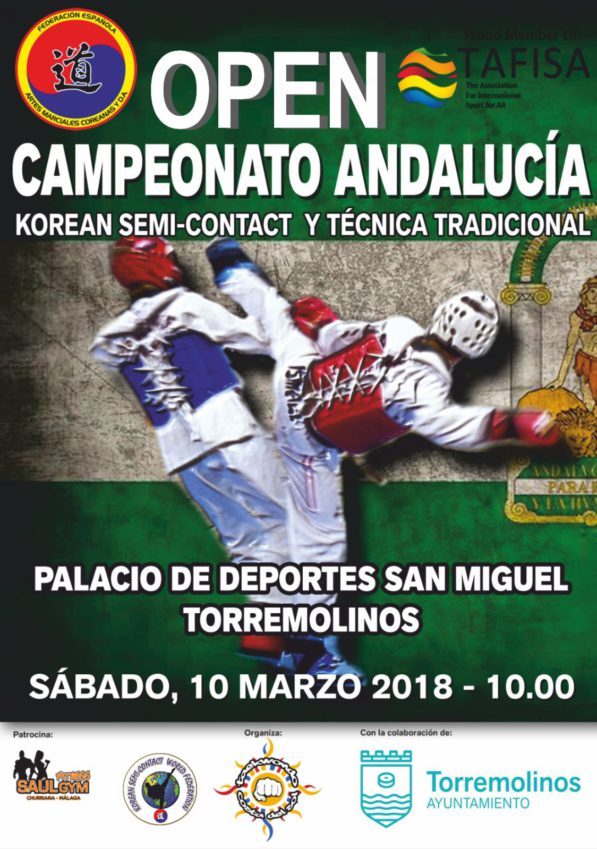 FEDERACIÓN ESPAÑOLA
道
ARTES MARCIALES COREANAS Y D.A.
Proud Member Of:
TAFISA
The Association
For International
Sport for All
OPEN
CAMPEONATO ANDALUCÍA
KOREAN SEMI-CONTACT Y TÉCNICA TRADICIONAL
PALACIO DE DEPORTES SAN MIGUEL
TORREMOLINOS
SÁBADO, 10 MARZO 2018 - 10.00
Patrocina:
FITNESS
SAULGYM
CHURRIANA - MÁLAGA
KOREAN SEMI-CONTACT WORLD FEDERATION
Organiza:
Con la colaboración de:
Torremolinos
AYUNTAMIENTO